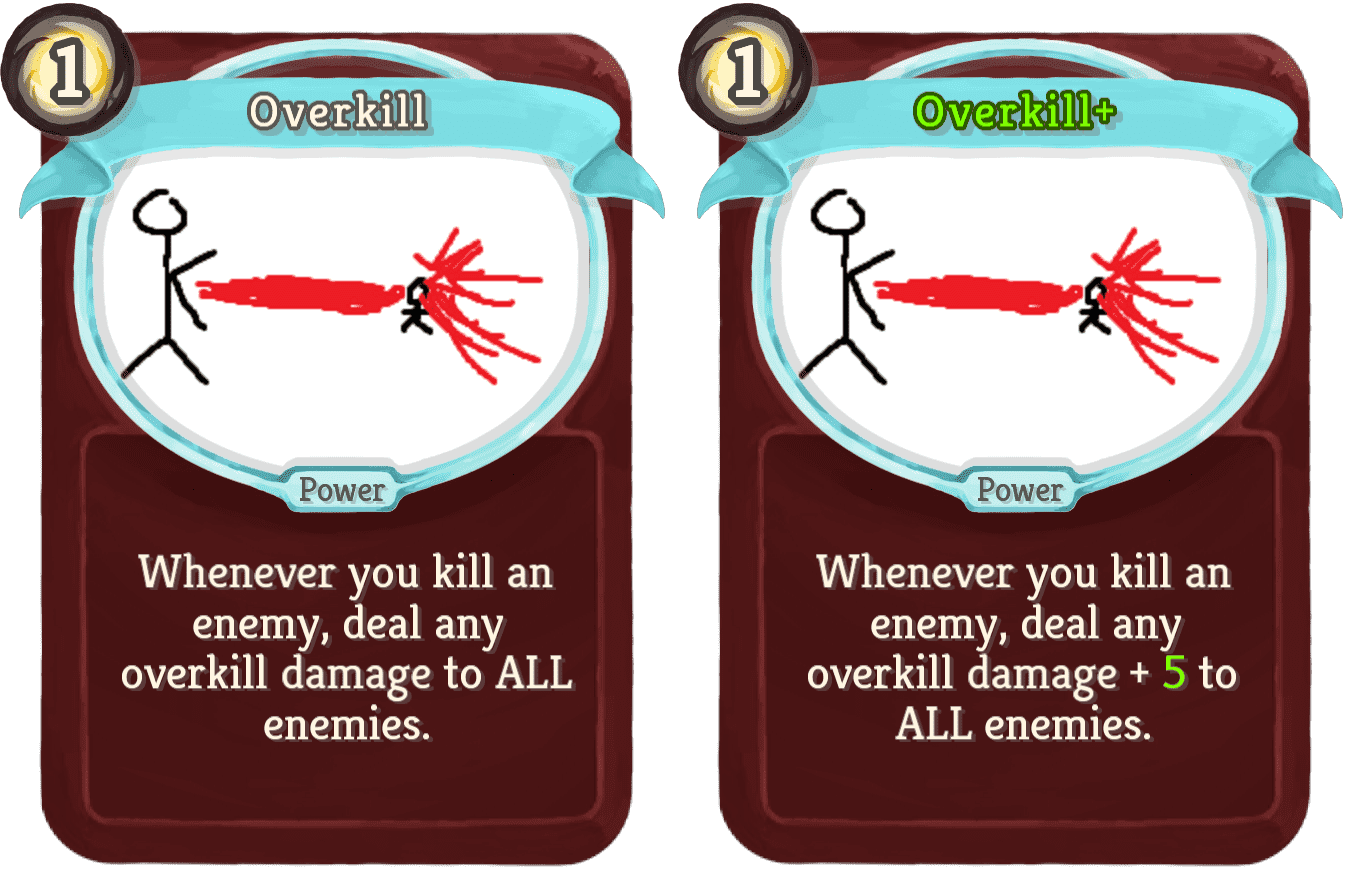 1
Overkill
Power
Whenever you kill an
enemy, deal any
overkill damage to ALL
enemies.
1
Overkill+
Power
Whenever you kill an
enemy, deal any
overkill damage + 5 to
ALL enemies.